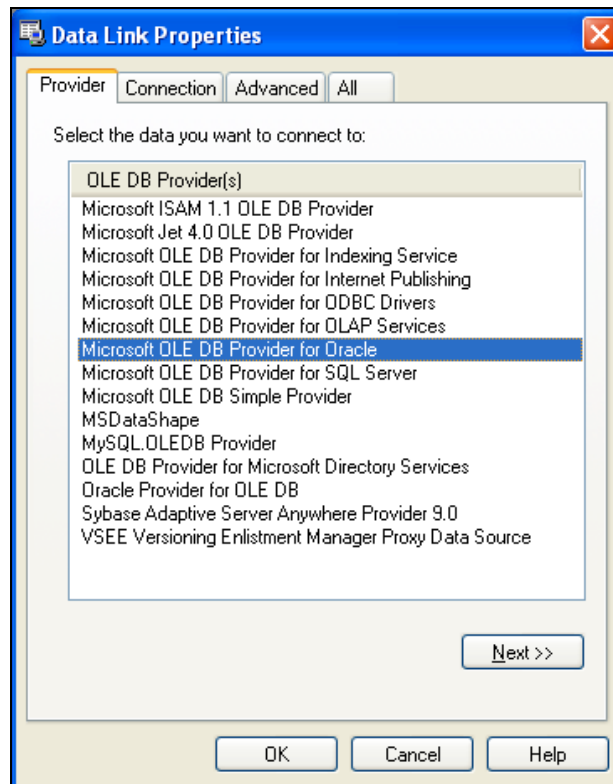 Data Link Properties
Provider Connection Advanced All
Select the data you want to connect to:
OLE DB Provider(s)
Microsoft ISAM 1.1 OLE DB Provider
Microsoft Jet 4.0 OLE DB Provider
Microsoft OLE DB Provider for Indexing Service
Microsoft OLE DB Provider for Internet Publishing
Microsoft OLE DB Provider for ODBC Drivers
Microsoft OLE DB Provider for OLAP Services
Microsoft OLE DB Provider for Oracle
Microsoft OLE DB Provider for SQL Server
Microsoft OLE DB Simple Provider
MSDataShape
MySQL.OLEDB Provider
OLE DB Provider for Microsoft Directory Services
Oracle Provider for OLE DB
Sybase Adaptive Server Anywhere Provider 9.0
VSEE Versioning Enlistment Manager Proxy Data Source
Next >>
OK Cancel Help